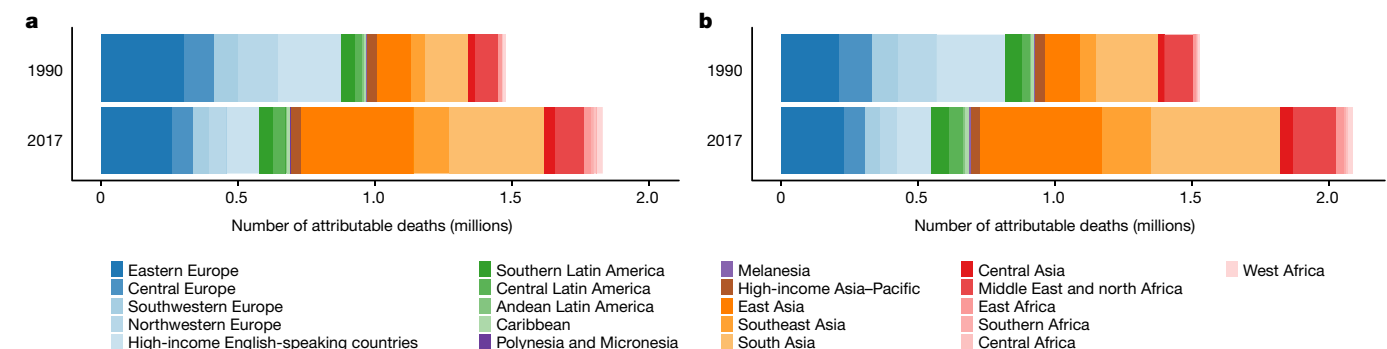 a
1990
2017
0 0.5 1.0 1.5 2.0
Number of attributable deaths (millions)
b
1990
2017
0 0.5 1.0 1.5 2.0
Number of attributable deaths (millions)
Eastern Europe
Central Europe
Southwestern Europe
Northwestern Europe
High-income English-speaking countries
Southern Latin America
Central Latin America
Andean Latin America
Caribbean
Polynesia and Micronesia
Melanesia
High-income Asia–Pacific
East Asia
Southeast Asia
South Asia
Central Asia
Middle East and north Africa
East Africa
Southern Africa
Central Africa
West Africa